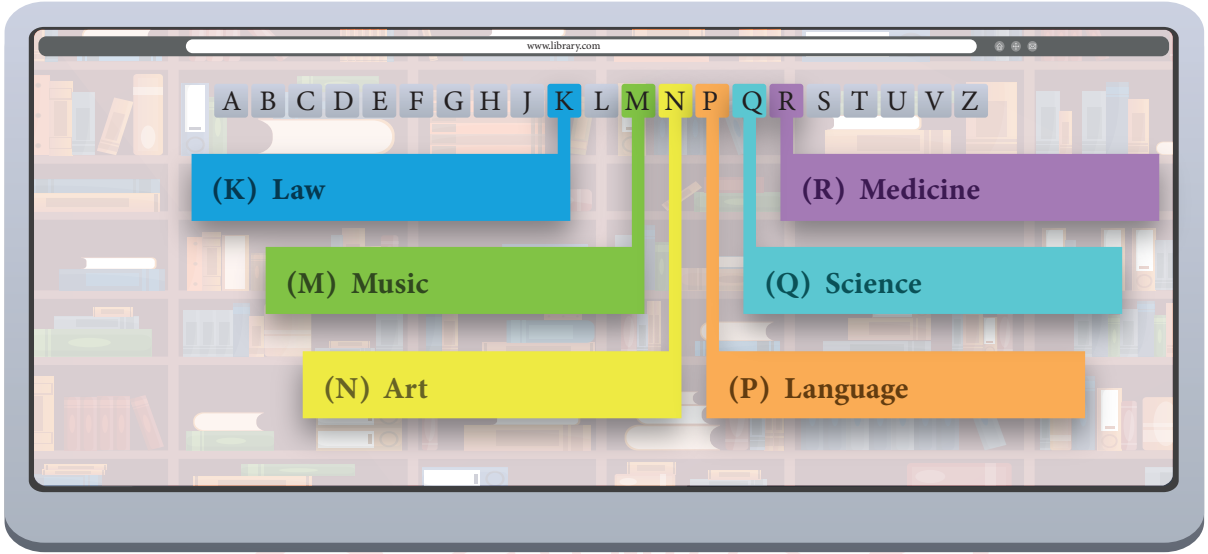 www.library.com
A B C D E F G H J K L M N P Q R S T U V Z
(K) Law
(R) Medicine
(M) Music
(Q) Science
(N) Art
(P) Language